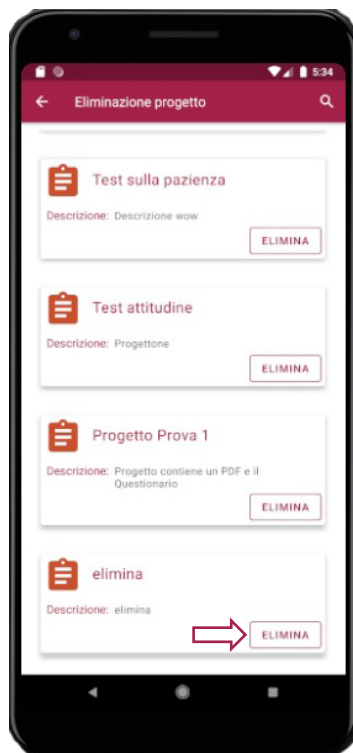 5:34
Eliminazione progetto
Test sulla pazienza
Descrizione: Descrizione wow
ELIMINA
Test attitudine
Descrizione: Progettone
ELIMINA
Progetto Prova 1
Descrizione: Progetto contiene un PDF e il
Questionario
ELIMINA
elimina
Descrizione: elimina
ELIMINA